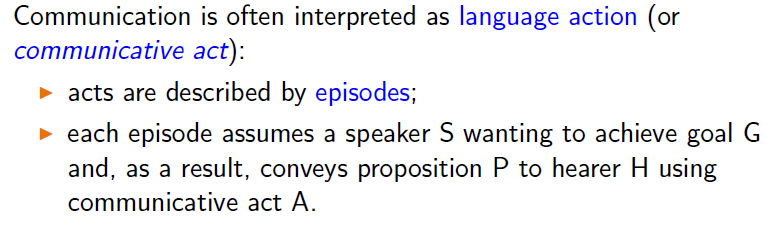 Communication is often interpreted as language action (or
communicative act):
▶ acts are described by episodes;
▶ each episode assumes a speaker S wanting to achieve goal G
and, as a result, conveys proposition P to hearer H using
communicative act A.